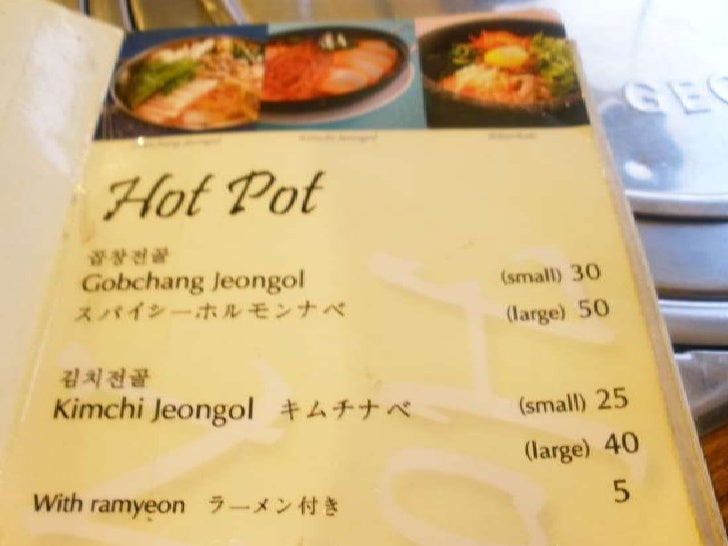 Hot Pot
곱창전골
Gobchang Jeongol (small) 30
スパイシーホルモンナベ (large) 50
김치전골
Kimchi Jeongol キムチナベ (small) 25
(large) 40
With ramyeon ラーメン付き 5